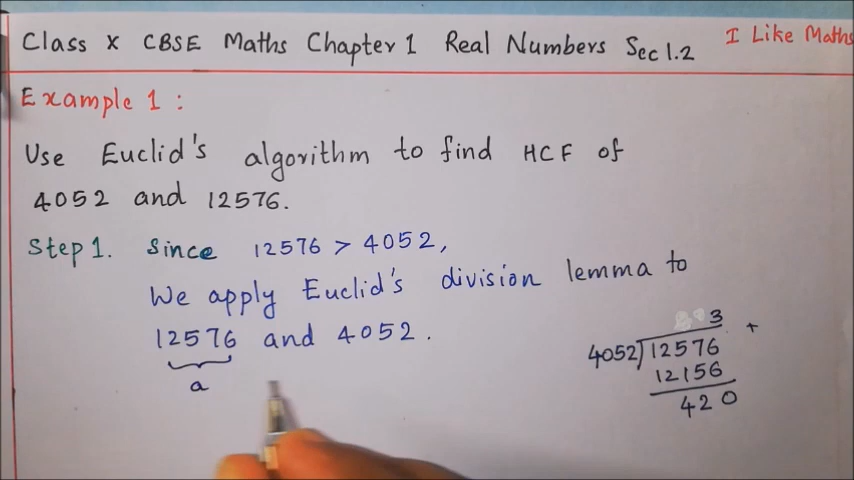 Class X CBSE Maths Chapter 1 Real Numbers Sec 1.2
I Like Maths
Example 1 :
Use Euclid's algorithm to find HCF of
4052 and 12576.
Step 1. Since 12576 > 4052,
We apply Euclid's division lemma to
12576 and 4052.
a
3
4052)12576 +
12156
420